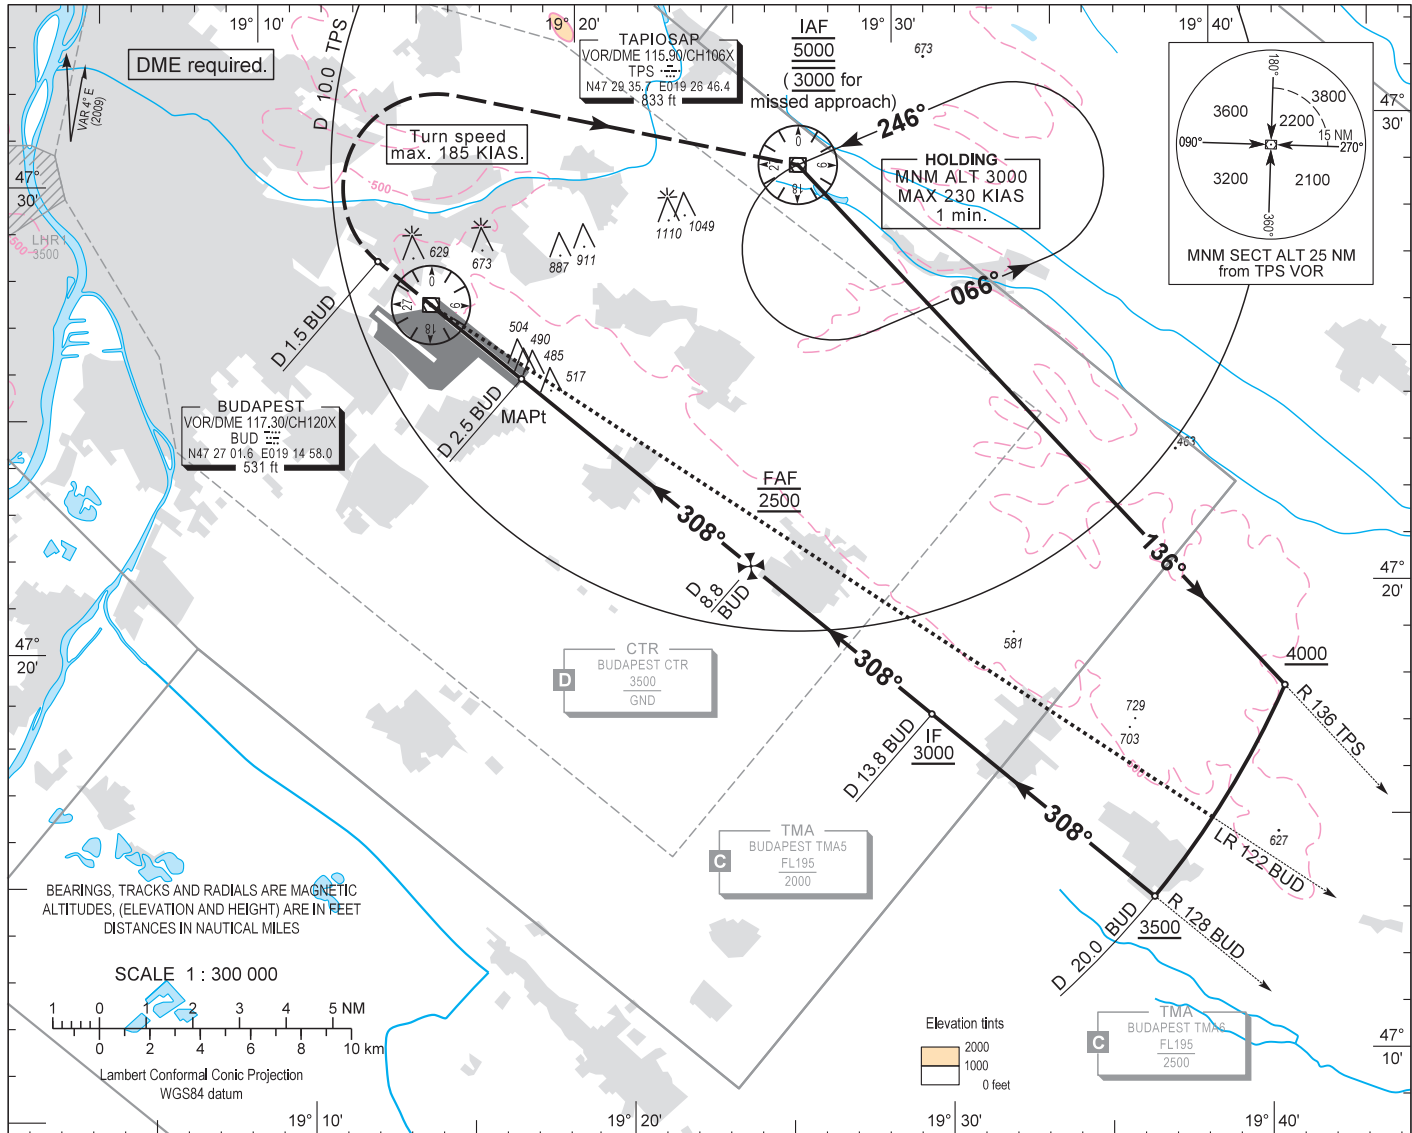 19° 10'
19° 20'
19° 30'
19° 40'
DME required.
D 10.0 TPS
TAPIOSAP
VOR/DME 115.90/CH106X
TPS
N47 29 35.7 E019 26 46.4
833 ft
IAF
5000
( 3000 for
missed approach)
673
VAR 4° E
(2009)
Turn speed
max. 185 KIAS.
246°
HOLDING
MNM ALT 3000
MAX 230 KIAS
1 min.
066°
180°
3600
3800
2200
15 NM
090°
270°
3200
2100
360°
MNM SECT ALT 25 NM
from TPS VOR
47°
30'
47°
30'
500
500
LHR1
3500
0
9
18
27
629
673
887
911
1110
1049
0
9
18
27
D 1.5 BUD
504
490
485
517
BUDAPEST
VOR/DME 117.30/CH120X
BUD
N47 27 01.6 E019 14 58.0
531 ft
D 2.5 BUD
MAPt
463
FAF
2500
308°
136°
D 8.8 BUD
47°
20'
47°
20'
581
CTR
BUDAPEST CTR
3500
GND
D
308°
4000
R 136 TPS
729
703
500
IF
3000
D 13.8 BUD
308°
627
LR 122 BUD
TMA
BUDAPEST TMA5
FL195
2000
C
R 128 BUD
3500
D 20.0 BUD
BEARINGS, TRACKS AND RADIALS ARE MAGNETIC
ALTITUDES, (ELEVATION AND HEIGHT) ARE IN FEET
DISTANCES IN NAUTICAL MILES
SCALE 1 : 300 000
1 0 1 2 3 4 5 NM
0 2 4 6 8 10 km
Lambert Conformal Conic Projection
WGS84 datum
Elevation tints
2000
1000
0 feet
TMA
BUDAPEST TMA6
FL195
2500
C
47°
10'
19° 10'
19° 20'
19° 30'
19° 40'